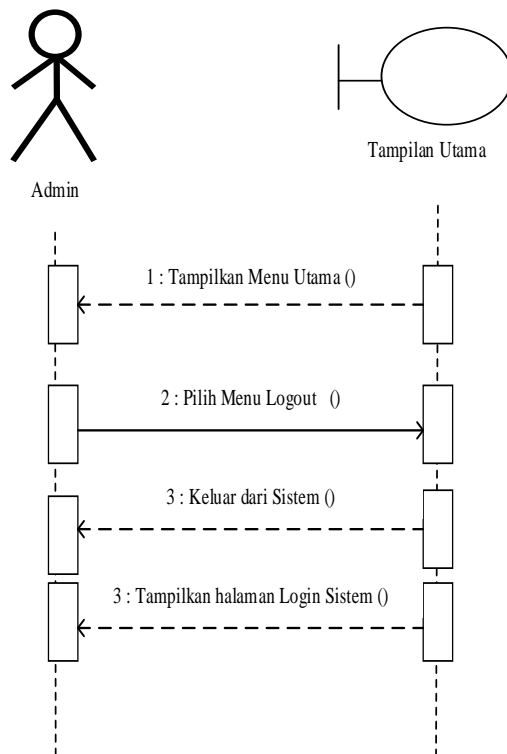 Tampilan Utama
Admin
1 : Tampilkan Menu Utama ()
2 : Pilih Menu Logout ()
3 : Keluar dari Sistem ()
3 : Tampilkan halaman Login Sistem ()